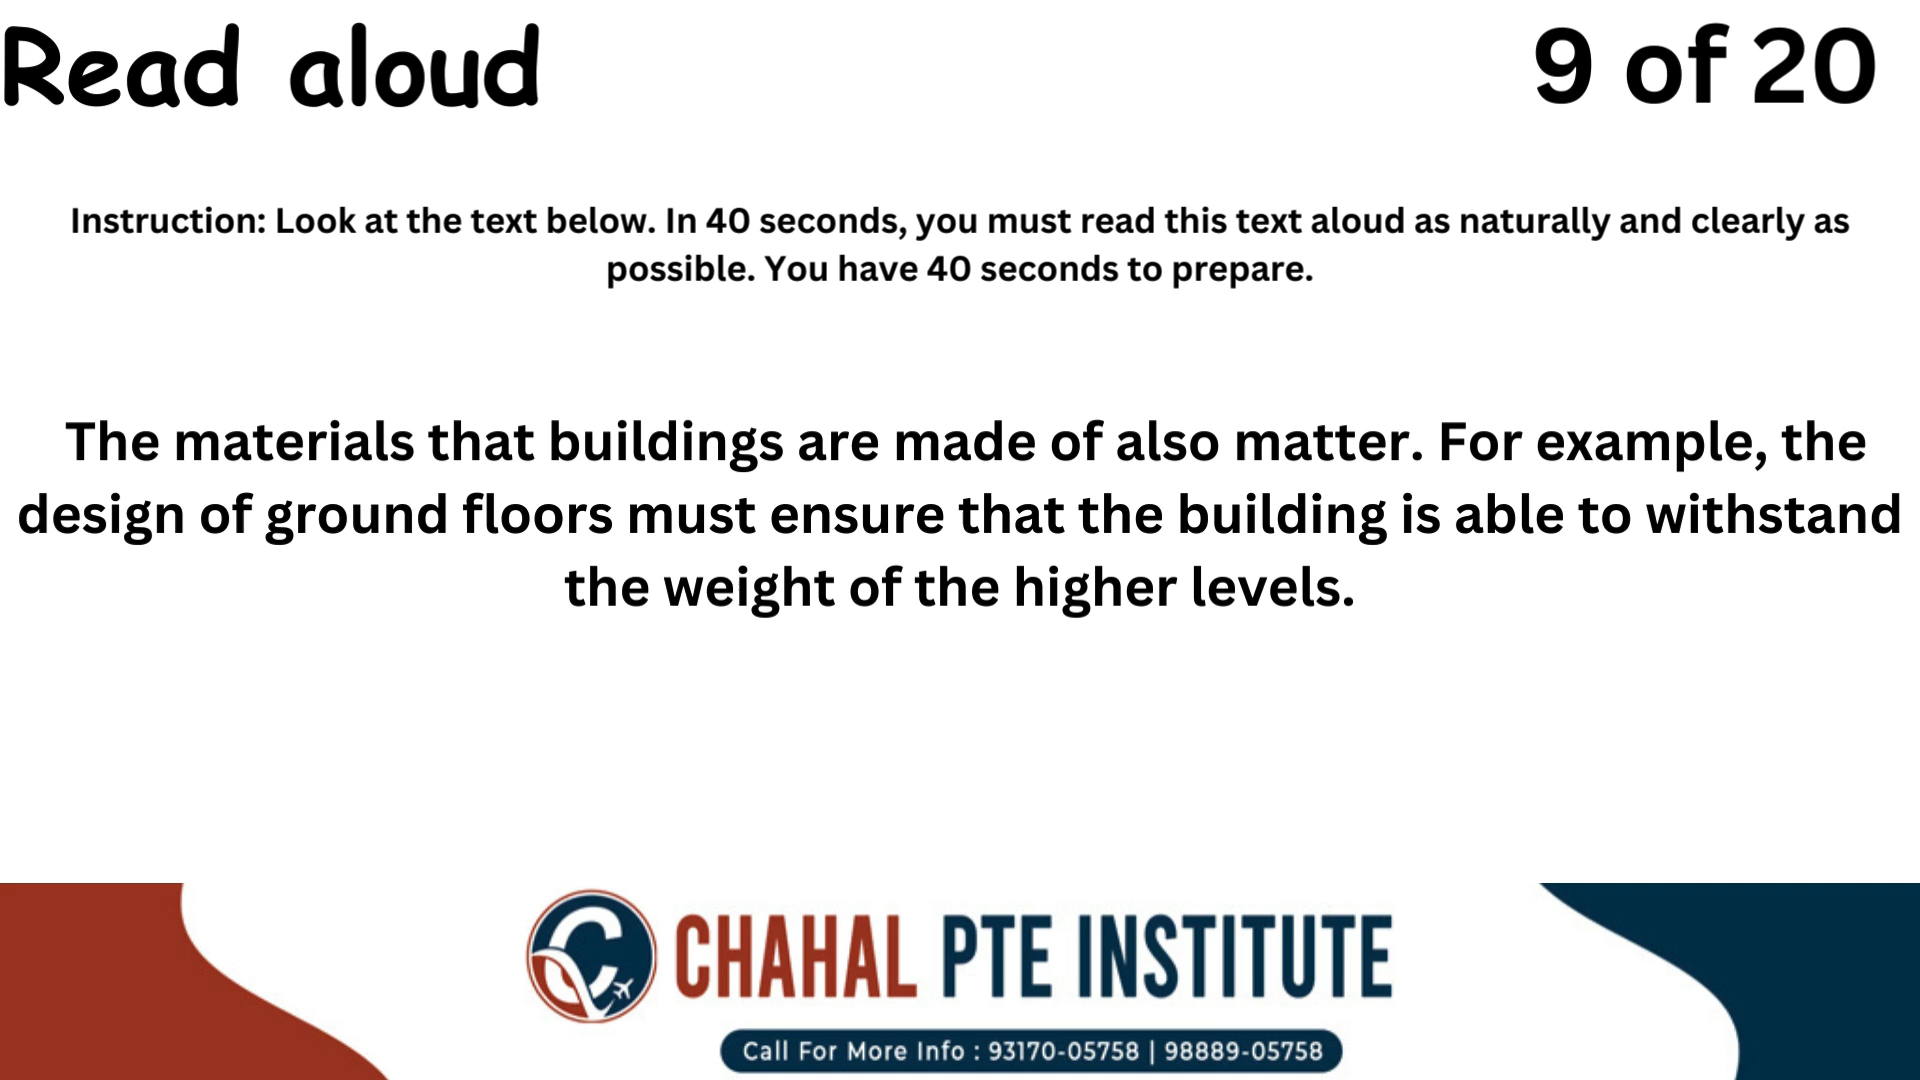 Read aloud
9 of 20
Instruction: Look at the text below. In 40 seconds, you must read this text aloud as naturally and clearly as
possible. You have 40 seconds to prepare.
The materials that buildings are made of also matter. For example, the
design of ground floors must ensure that the building is able to withstand
the weight of the higher levels.
CHAHAL PTE INSTITUTE
Call For More Info : 93170-05758 | 98889-05758